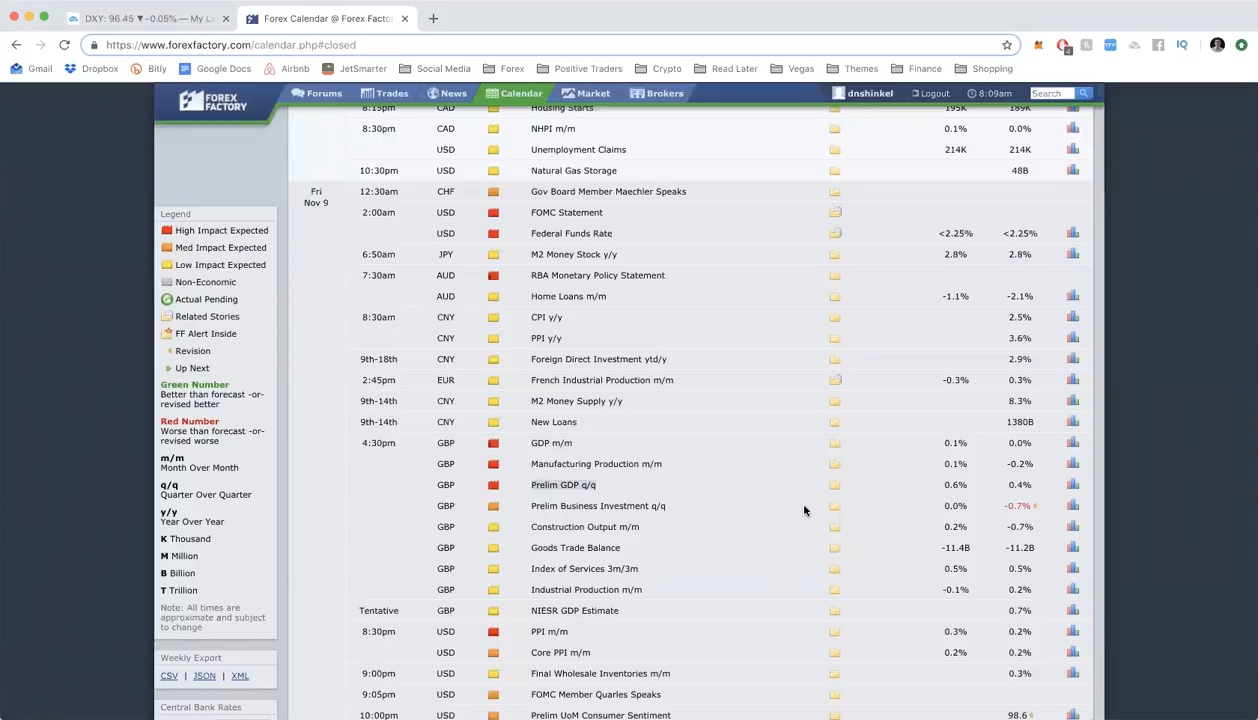 DXY: 96.45 ▼ -0.05% — My La
Forex Calendar @ Forex Facto
https://www.forexfactory.com/calendar.php#closed
4 TFF IQ
Gmail Dropbox Bitly Google Docs Airbnb JetSmarter Social Media Forex Positive Traders Crypto Read Later Vegas Themes Finance Shopping
FOREX FACTORY
Forums Trades News Calendar Market Brokers dnshinkel Logout 8:09am Search
8:15pm CAD Housing Starts 195K 189K
8:30pm CAD NHPI m/m 0.1% 0.0%
USD Unemployment Claims 214K 214K
10:30pm USD Natural Gas Storage 48B
Fri Nov 9 12:30am CHF Gov Board Member Maechler Speaks
2:00am USD FOMC Statement
USD Federal Funds Rate <2.25% <2.25%
6:50am JPY M2 Money Stock y/y 2.8% 2.8%
7:30am AUD RBA Monetary Policy Statement
AUD Home Loans m/m -1.1% -2.1%
8:30am CNY CPI y/y 2.5%
CNY PPI y/y 3.6%
9th-18th CNY Foreign Direct Investment ytd/y 2.9%
2:45pm EUR French Industrial Production m/m -0.3% 0.3%
9th-14th CNY M2 Money Supply y/y 8.3%
9th-14th CNY New Loans 1380B
4:30pm GBP GDP m/m 0.1% 0.0%
GBP Manufacturing Production m/m 0.1% -0.2%
GBP Prelim GDP q/q 0.6% 0.4%
GBP Prelim Business Investment q/q 0.0% -0.7%
GBP Construction Output m/m 0.2% -0.7%
GBP Goods Trade Balance -11.4B -11.2B
GBP Index of Services 3m/3m 0.5% 0.5%
GBP Industrial Production m/m -0.1% 0.2%
Tentative GBP NIESR GDP Estimate 0.7%
8:30pm USD PPI m/m 0.3% 0.2%
USD Core PPI m/m 0.2% 0.2%
9:00pm USD Final Wholesale Inventories m/m 0.3%
9:05pm USD FOMC Member Quarles Speaks
10:00pm USD Prelim UoM Consumer Sentiment 98.6
Legend
High Impact Expected
Med Impact Expected
Low Impact Expected
Non-Economic
Actual Pending
Related Stories
FF Alert Inside
Revision
Up Next
Green Number
Better than forecast -or-
revised better
Red Number
Worse than forecast -or-
revised worse
m/m
Month Over Month
q/q
Quarter Over Quarter
y/y
Year Over Year
K Thousand
M Million
B Billion
T Trillion
Note: All times are
approximate and subject
to change
Weekly Export
CSV | JSON | XML
Central Bank Rates